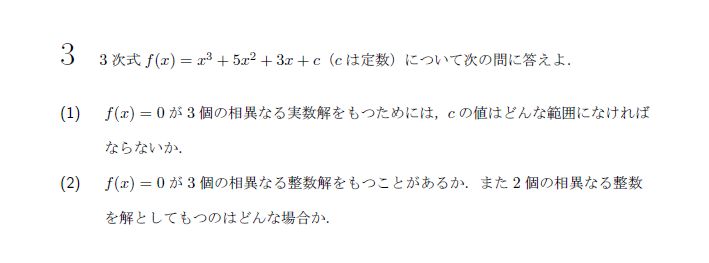 3 3 次式 f(x) = x³ + 5x² + 3x + c（c は定数）について次の問に答えよ．
(1) f(x) = 0 が 3 個の相異なる実数解をもつためには，c の値はどんな範囲になければ
ならないか．
(2) f(x) = 0 が 3 個の相異なる整数解をもつことがあるか．また 2 個の相異なる整数
を解としてもつのはどんな場合か．